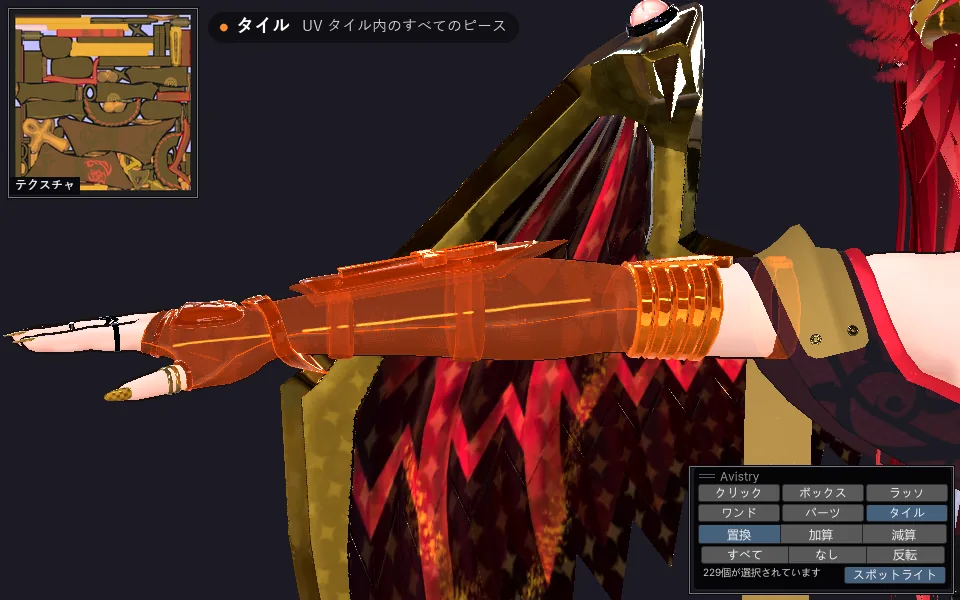 タイル UV タイル内のすべてのピース
テクスチャ
Avistry
クリック ボックス ラッソ
ワンド パーツ タイル
置換 加算 減算
すべて なし 反転
229個が選択されています スポットライト